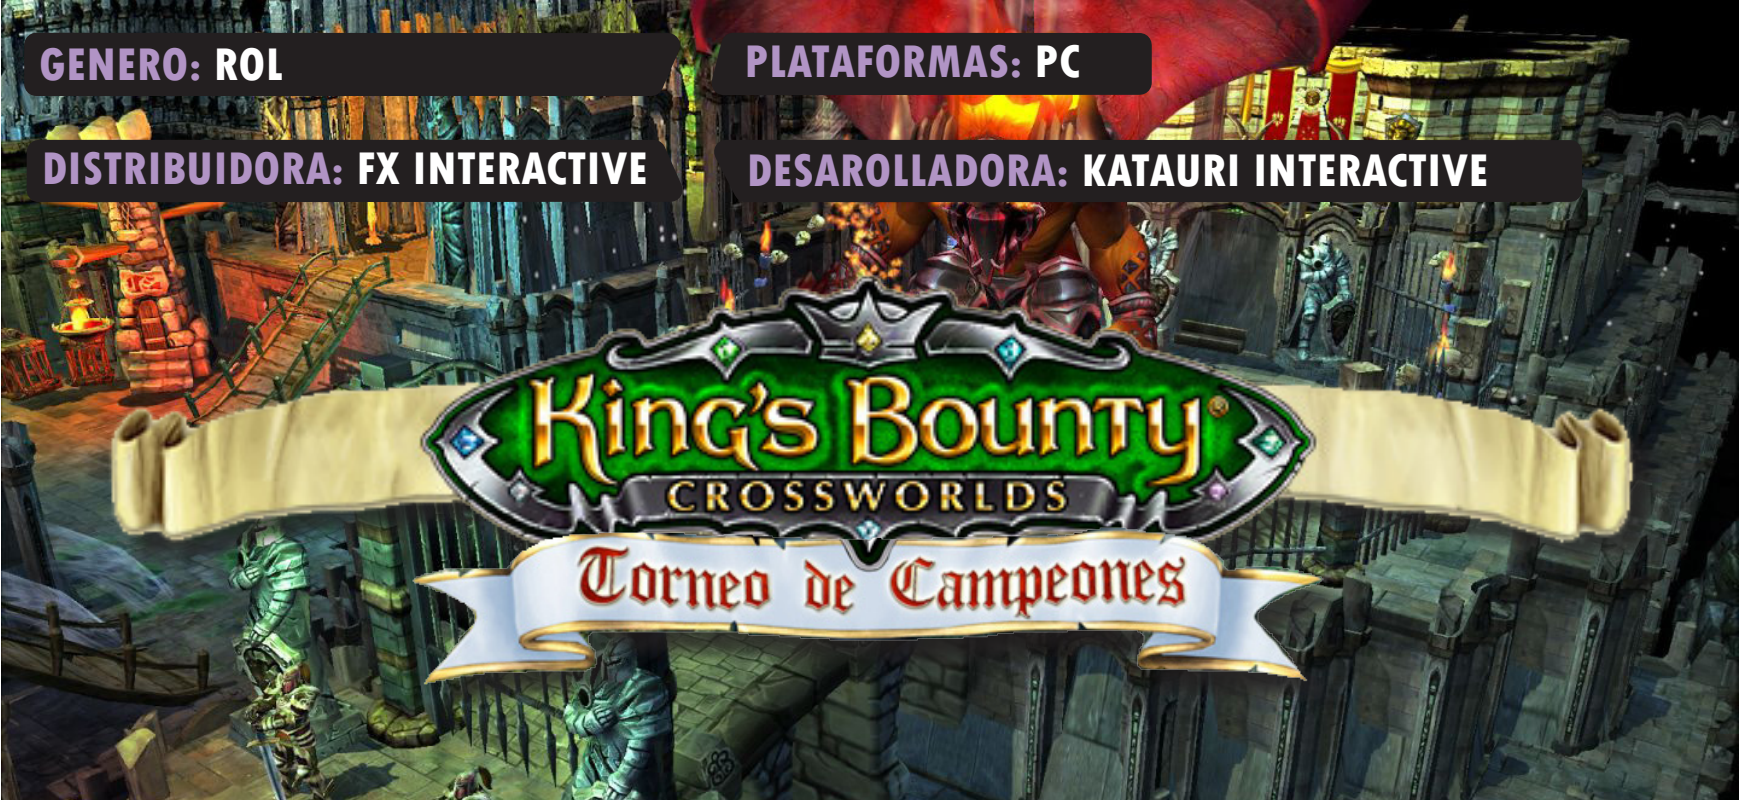 GENERO: ROL
PLATAFORMAS: PC
DISTRIBUIDORA: FX INTERACTIVE
DESAROLLADORA: KATAURI INTERACTIVE
King's Bounty®
CROSSWORLDS
Torneo de Campeones